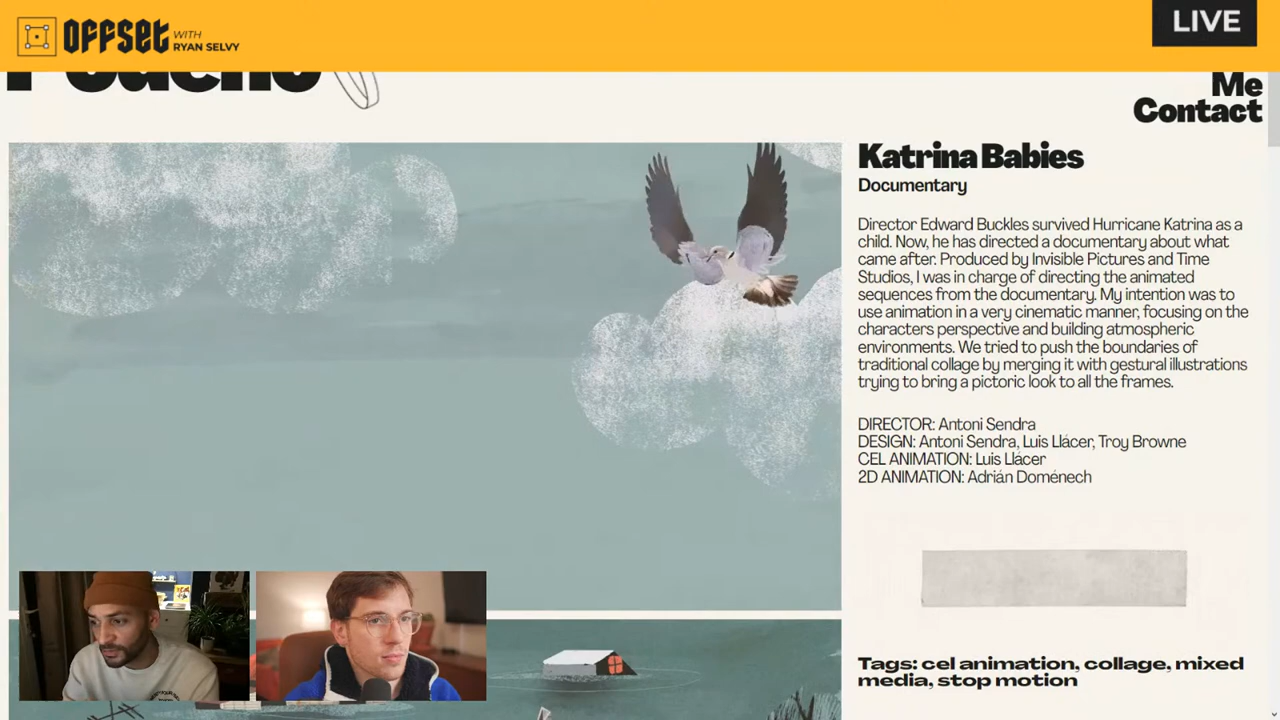 OFFSET
WITH
RYAN SELVY
LIVE
Me
Contact
Katrina Babies
Documentary
Director Edward Buckles survived Hurricane Katrina as a
child. Now, he has directed a documentary about what
came after. Produced by Invisible Pictures and Time
Studios, I was in charge of directing the animated
sequences from the documentary. My intention was to
use animation in a very cinematic manner, focusing on the
characters perspective and building atmospheric
environments. We tried to push the boundaries of
traditional collage by merging it with gestural illustrations
trying to bring a pictoric look to all the frames.
DIRECTOR: Antoni Sendra
DESIGN: Antoni Sendra, Luis Llácer, Troy Browne
CEL ANIMATION: Luis Llácer
2D ANIMATION: Adrián Doménech
Tags: cel animation, collage, mixed
media, stop motion